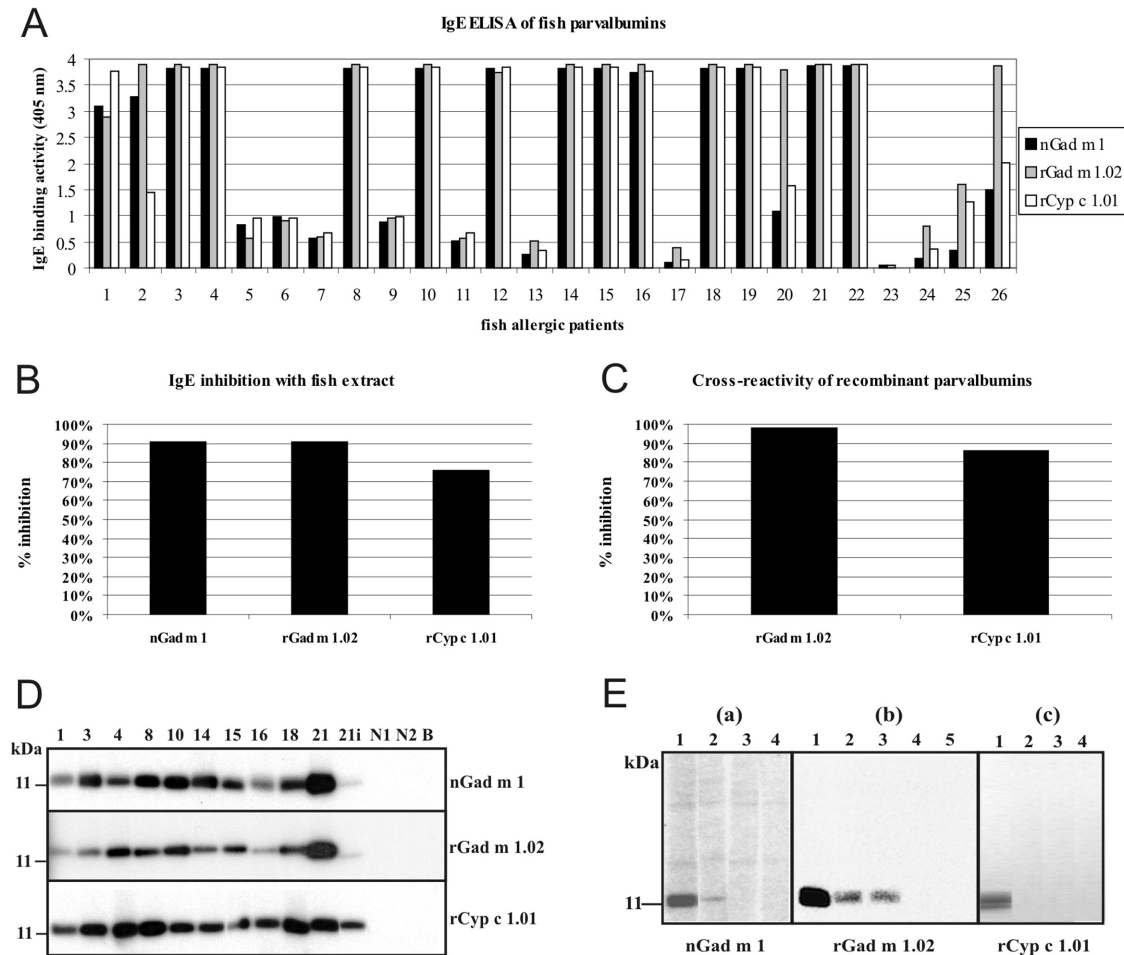 A
IgE ELISA of fish parvalbumins
IgE binding activity (405 nm)
4
3.5
3
2.5
2
1.5
1
0.5
0
1 2 3 4 5 6 7 8 9 10 11 12 13 14 15 16 17 18 19 20 21 22 23 24 25 26
fish allergic patients
nGad m 1
rGad m 1.02
rCyp c 1.01
B
IgE inhibition with fish extract
% inhibition
100%
90%
80%
70%
60%
50%
40%
30%
20%
10%
0%
nGad m 1 rGad m 1.02 rCyp c 1.01
C
Cross-reactivity of recombinant parvalbumins
% inhibition
100%
90%
80%
70%
60%
50%
40%
30%
20%
10%
0%
rGad m 1.02 rCyp c 1.01
D
1 3 4 8 10 14 15 16 18 21 21i N1 N2 B
kDa
11
nGad m 1
11
rGad m 1.02
11
rCyp c 1.01
E
(a) (b) (c)
1 2 3 4 1 2 3 4 5 1 2 3 4
kDa
11
nGad m 1 rGad m 1.02 rCyp c 1.01